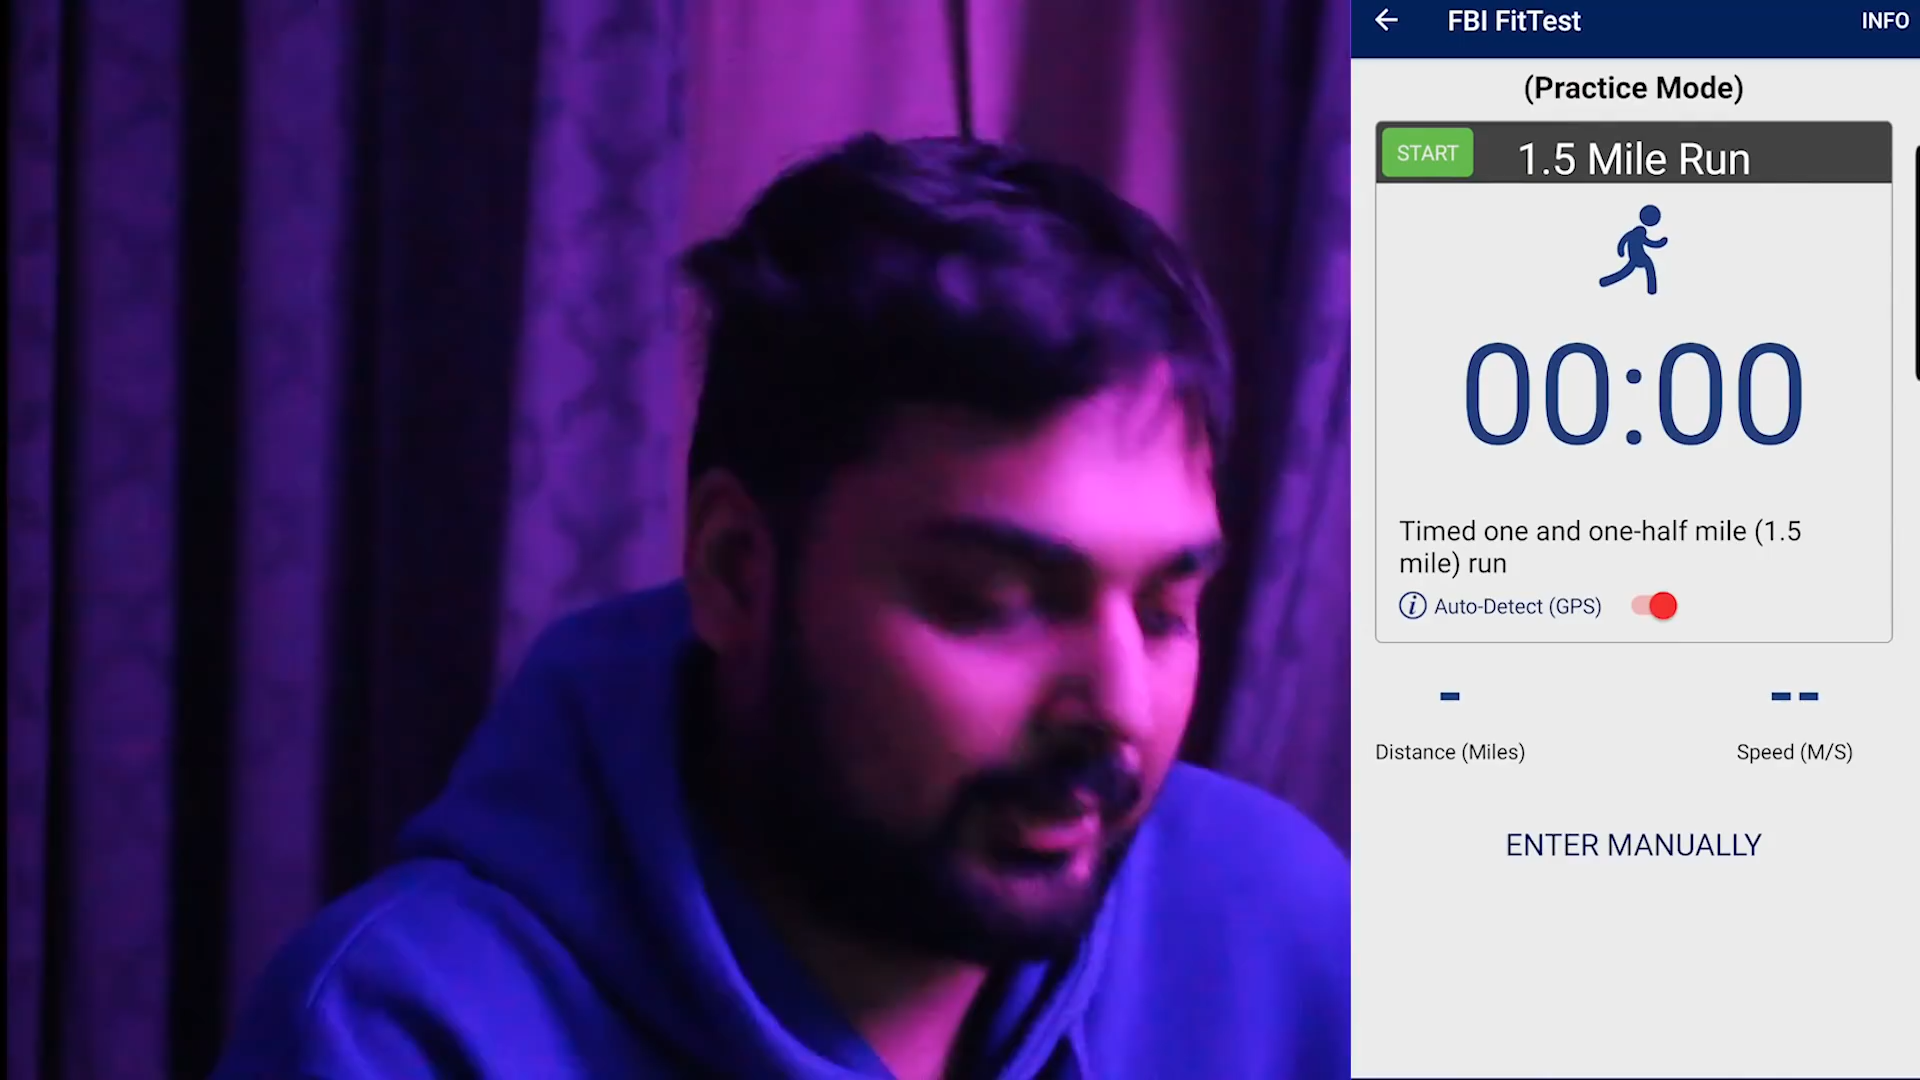 FBI FitTest
INFO
(Practice Mode)
START
1.5 Mile Run
00:00
Timed one and one-half mile (1.5
mile) run
Auto-Detect (GPS)
-
--
Distance (Miles)
Speed (M/S)
ENTER MANUALLY